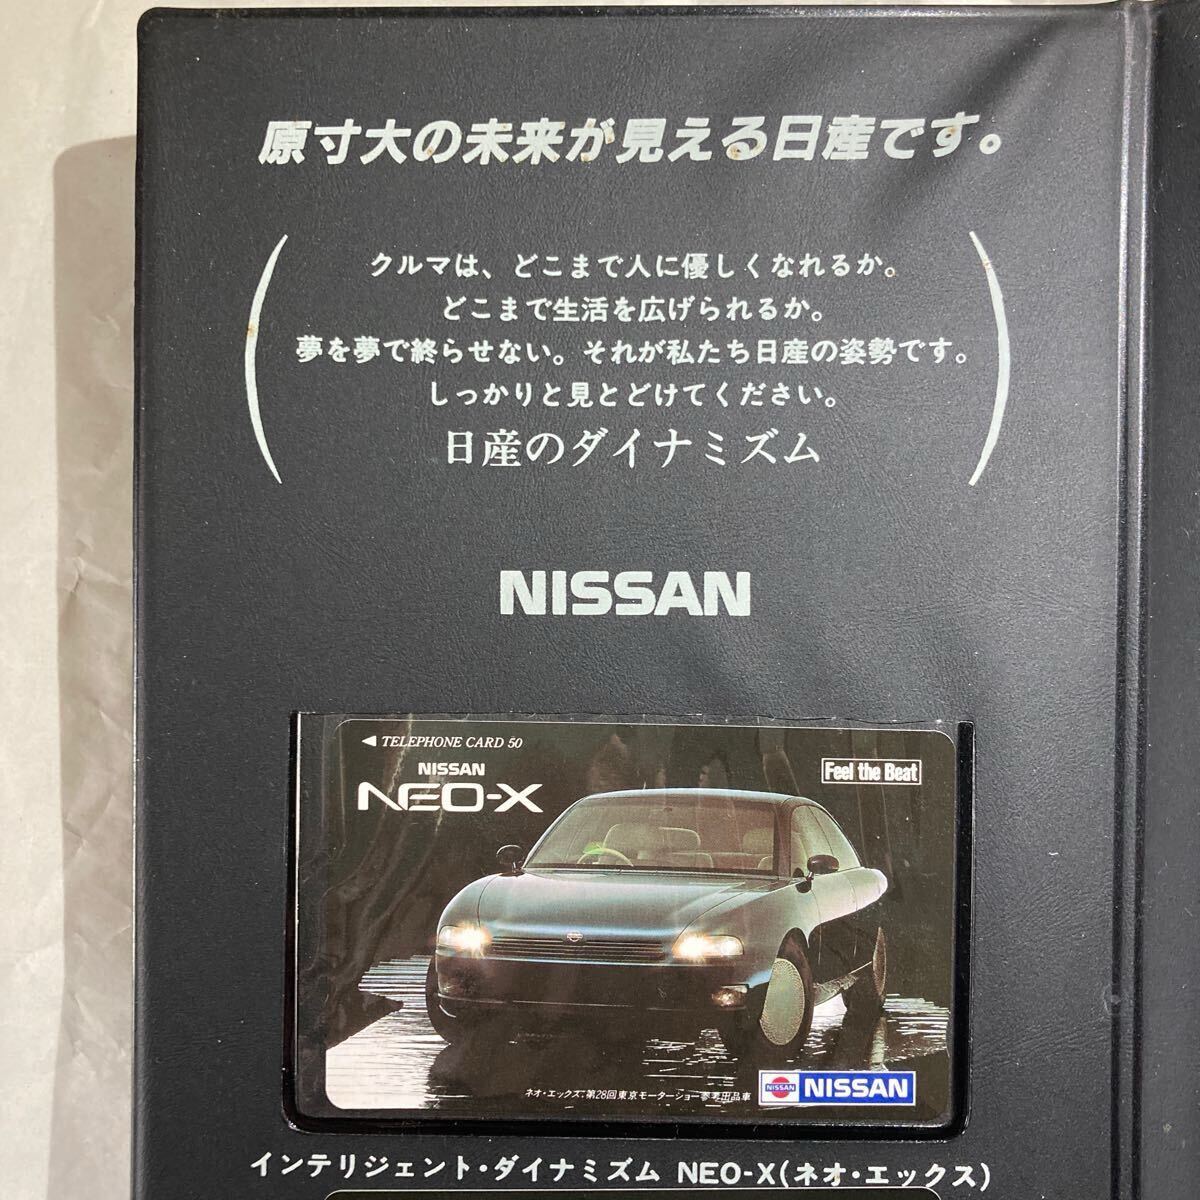 原寸大の未来が見える日産です。
クルマは、どこまで人に優しくなれるか。
どこまで生活を広げられるか。
夢を夢で終らせない。それが私たち日産の姿勢です。
しっかりと見とどけてください。
日産のダイナミズム
NISSAN
◀ TELEPHONE CARD 50
NISSAN
NEO-X
Feel the Beat
ネオ・エックス:第28回東京モーターショー参考出品車
NISSAN
NISSAN
インテリジェント・ダイナミズム NEO-X(ネオ・エックス)